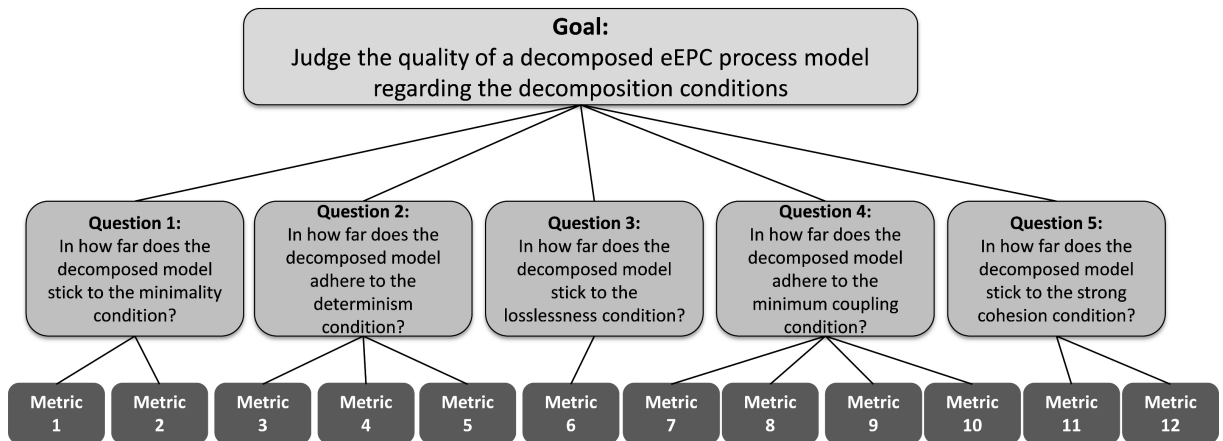 Goal:
Judge the quality of a decomposed eEPC process model
regarding the decomposition conditions
Question 1:
In how far does the
decomposed model
stick to the minimality
condition?
Question 2:
In how far does the
decomposed model
adhere to the
determinism
condition?
Question 3:
In how far does the
decomposed model
stick to the
losslessness condition?
Question 4:
In how far does the
decomposed model
adhere to the
minimum coupling
condition?
Question 5:
In how far does the
decomposed model
stick to the strong
cohesion condition?
Metric
1
Metric
2
Metric
3
Metric
4
Metric
5
Metric
6
Metric
7
Metric
8
Metric
9
Metric
10
Metric
11
Metric
12